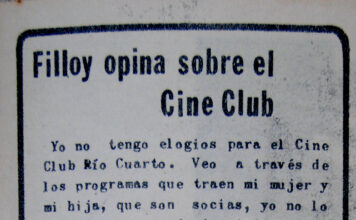 Filloy opina sobre el
Cine Club
Yo no tengo elogios para el Cine
Club Río Cuarto. Veo a través de
los programas que traen mi mujer y
mi hija, que son socias, yo no lo